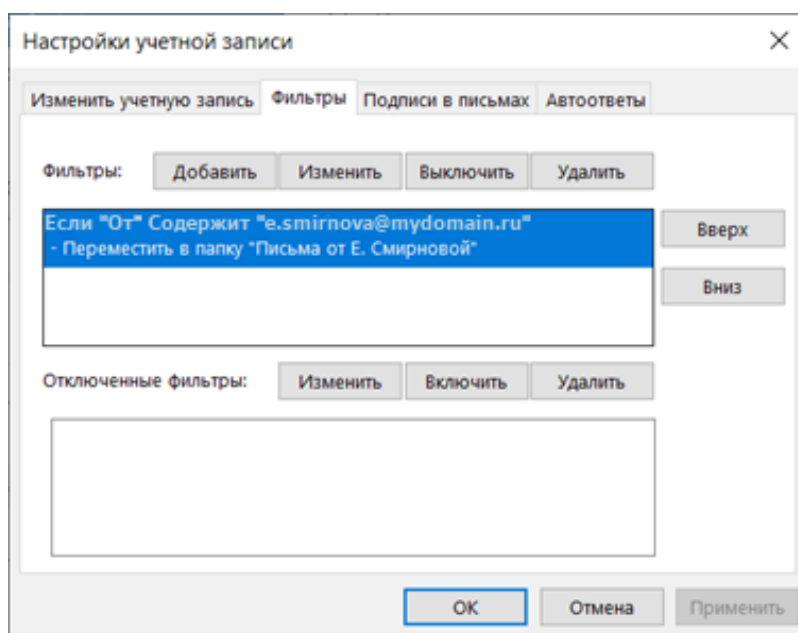 Настройки учетной записи
Изменить учетную запись Фильтры Подписи в письмах Автоответы
Фильтры: Добавить Изменить Выключить Удалить
Если "От" Содержит "e.smirnova@mydomain.ru"
- Переместить в папку "Письма от Е. Смирновой"
Вверх
Вниз
Отключенные фильтры: Изменить Включить Удалить
ОК Отмена Применить